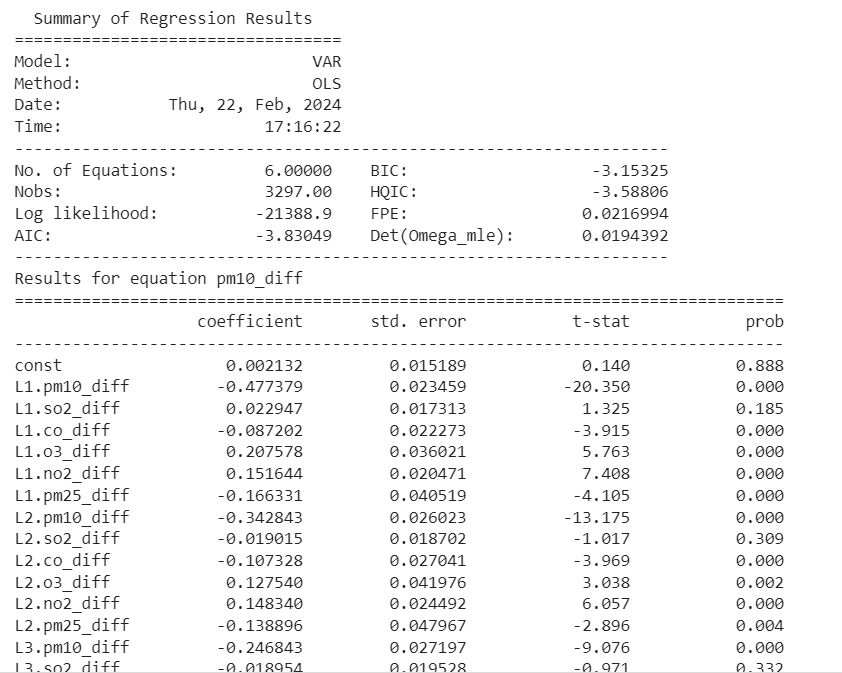 Summary of Regression Results
==================================
Model: VAR
Method: OLS
Date: Thu, 22, Feb, 2024
Time: 17:16:22
--------------------------------------------------------------------
No. of Equations: 6.00000 BIC: -3.15325
Nobs: 3297.00 HQIC: -3.58806
Log likelihood: -21388.9 FPE: 0.0216994
AIC: -3.83049 Det(Omega_mle): 0.0194392
--------------------------------------------------------------------
Results for equation pm10_diff
================================================================================
coefficient std. error t-stat prob
--------------------------------------------------------------------------------
const 0.002132 0.015189 0.140 0.888
L1.pm10_diff -0.477379 0.023459 -20.350 0.000
L1.so2_diff 0.022947 0.017313 1.325 0.185
L1.co_diff -0.087202 0.022273 -3.915 0.000
L1.o3_diff 0.207578 0.036021 5.763 0.000
L1.no2_diff 0.151644 0.020471 7.408 0.000
L1.pm25_diff -0.166331 0.040519 -4.105 0.000
L2.pm10_diff -0.342843 0.026023 -13.175 0.000
L2.so2_diff -0.019015 0.018702 -1.017 0.309
L2.co_diff -0.107328 0.027041 -3.969 0.000
L2.o3_diff 0.127540 0.041976 3.038 0.002
L2.no2_diff 0.148340 0.024492 6.057 0.000
L2.pm25_diff -0.138896 0.047967 -2.896 0.004
L3.pm10_diff -0.246843 0.027197 -9.076 0.000
L3.so2_diff -0.018954 0.019528 -0.971 0.332